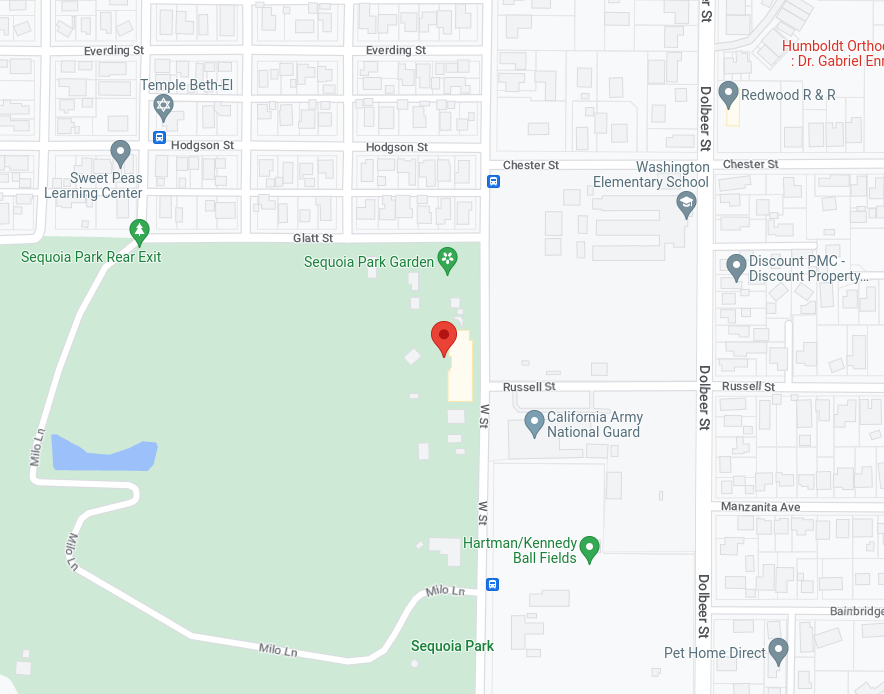 Everding St
Everding St
Humboldt Ortho
: Dr. Gabriel Enr
Temple Beth-El
Redwood R & R
Dolbeer St
Hodgson St
Hodgson St
Chester St
Chester St
Washington
Elementary School
Sweet Peas
Learning Center
Glatt St
Sequoia Park Rear Exit
Sequoia Park Garden
Discount PMC -
Discount Property...
Russell St
Russell St
Dolbeer St
W St
California Army
National Guard
Milo Ln
W St
Manzanita Ave
Milo Ln
Hartman/Kennedy
Ball Fields
Milo Ln
Dolbeer St
Bainbridge
Milo Ln
Sequoia Park
Pet Home Direct